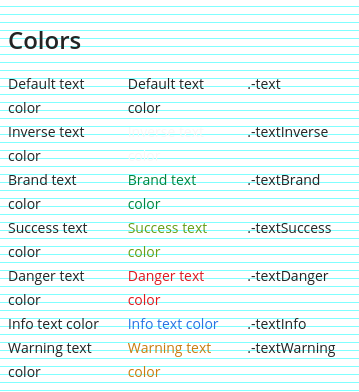 Colors
Default text Default text .-text
color color
Inverse text .-textInverse
color
Brand text Brand text .-textBrand
color color
Success text Success text .-textSuccess
color color
Danger text Danger text .-textDanger
color color
Info text color Info text color .-textInfo
Warning text Warning text .-textWarning
color color